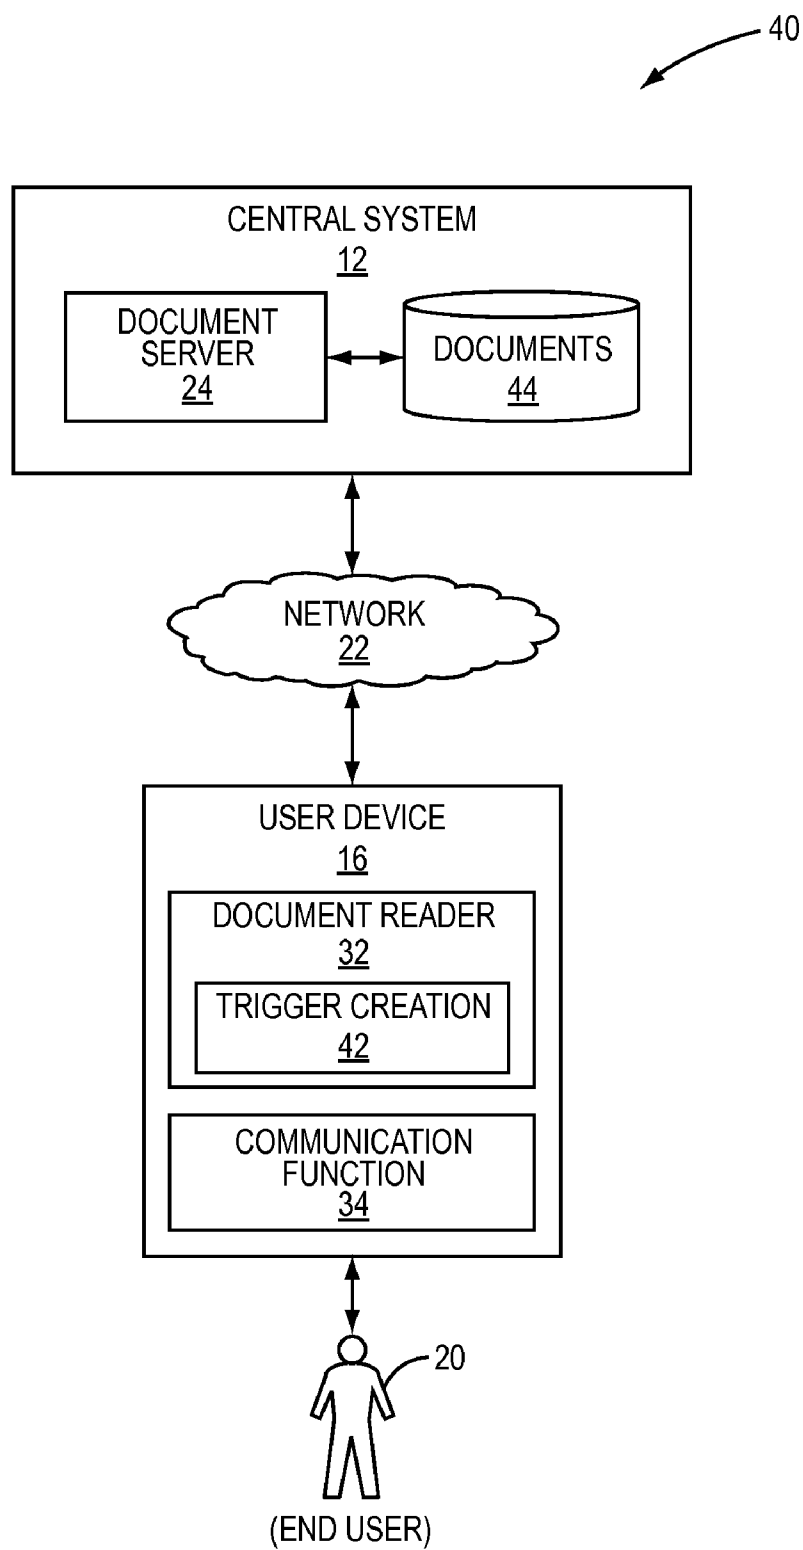 40
CENTRAL SYSTEM
12
DOCUMENT
SERVER
24
DOCUMENTS
44
NETWORK
22
USER DEVICE
16
DOCUMENT READER
32
TRIGGER CREATION
42
COMMUNICATION
FUNCTION
34
20
(END USER)